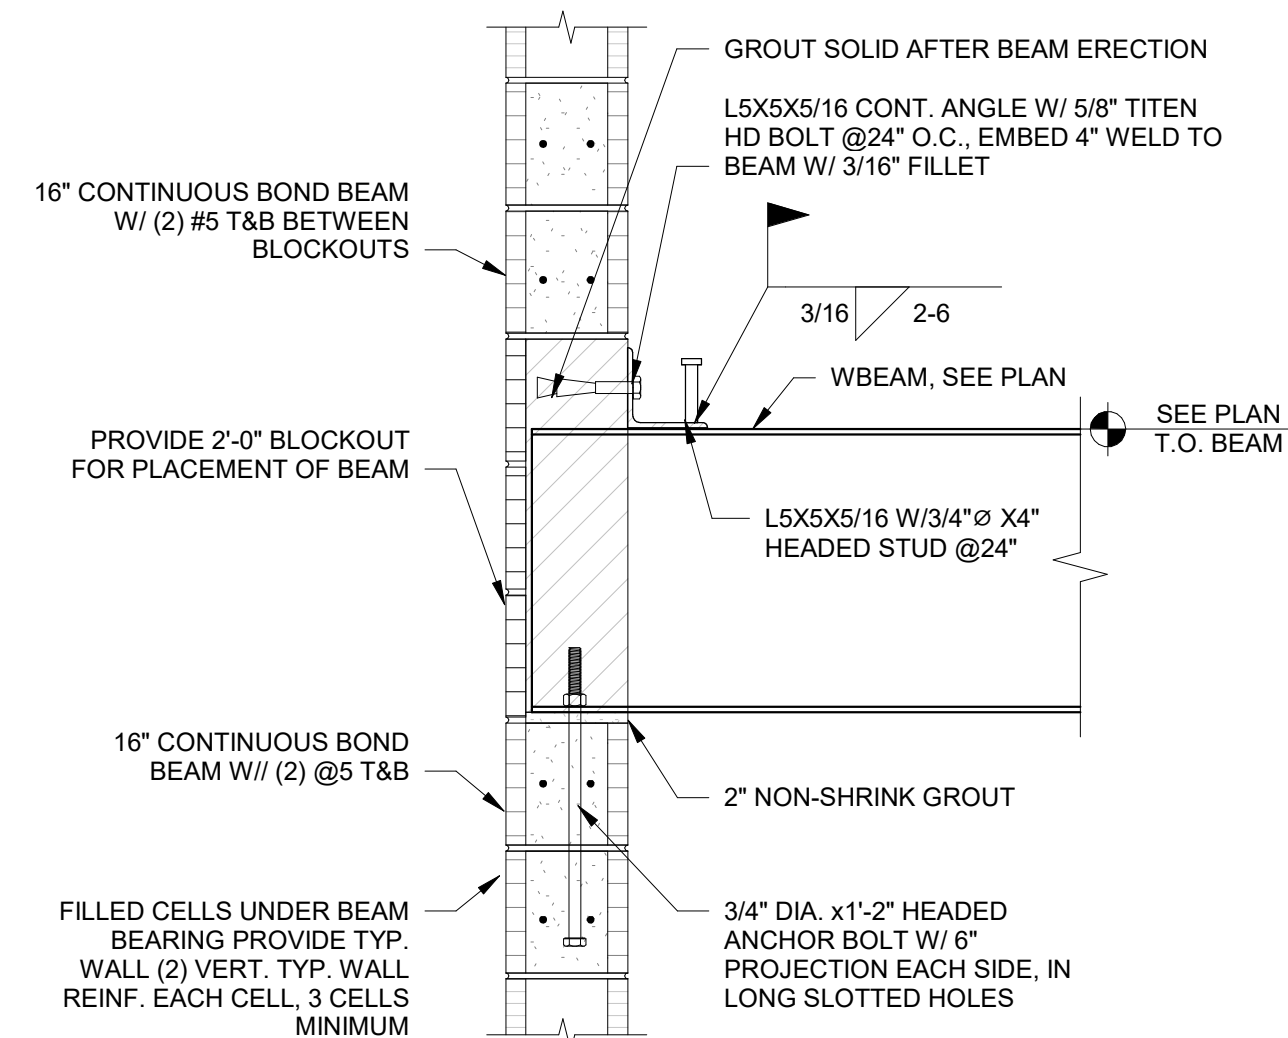 GROUT SOLID AFTER BEAM ERECTION
L5X5X5/16 CONT. ANGLE W/ 5/8" TITEN
HD BOLT @24" O.C., EMBED 4" WELD TO
BEAM W/ 3/16" FILLET
16" CONTINUOUS BOND BEAM
W/ (2) #5 T&B BETWEEN
BLOCKOUTS
3/16
2-6
WBEAM, SEE PLAN
SEE PLAN
T.O. BEAM
PROVIDE 2'-0" BLOCKOUT
FOR PLACEMENT OF BEAM
L5X5X5/16 W/3/4"Ø X4"
HEADED STUD @24"
16" CONTINUOUS BOND
BEAM W// (2) @5 T&B
2" NON-SHRINK GROUT
FILLED CELLS UNDER BEAM
BEARING PROVIDE TYP.
WALL (2) VERT. TYP. WALL
REINF. EACH CELL, 3 CELLS
MINIMUM
3/4" DIA. x1'-2" HEADED
ANCHOR BOLT W/ 6"
PROJECTION EACH SIDE, IN
LONG SLOTTED HOLES